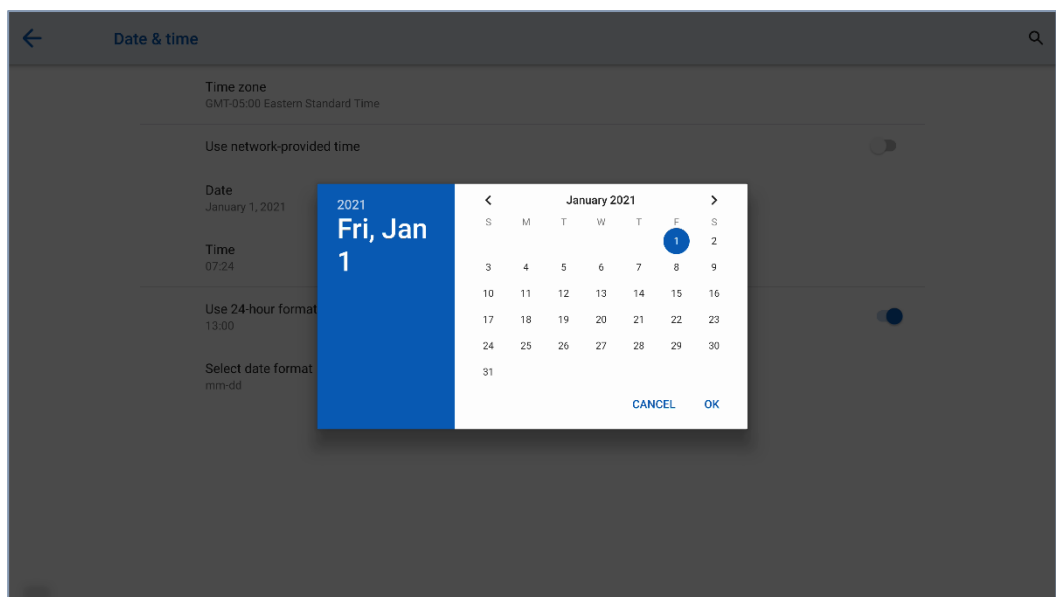 Date & time
Time zone
GMT-05:00 Eastern Standard Time
Use network-provided time
Date
January 1, 2021
Time
07:24
Use 24-hour format
13:00
Select date format
mm-dd
2021
Fri, Jan
1
January 2021
S M T W T F S
1 2
3 4 5 6 7 8 9
10 11 12 13 14 15 16
17 18 19 20 21 22 23
24 25 26 27 28 29 30
31
CANCEL OK